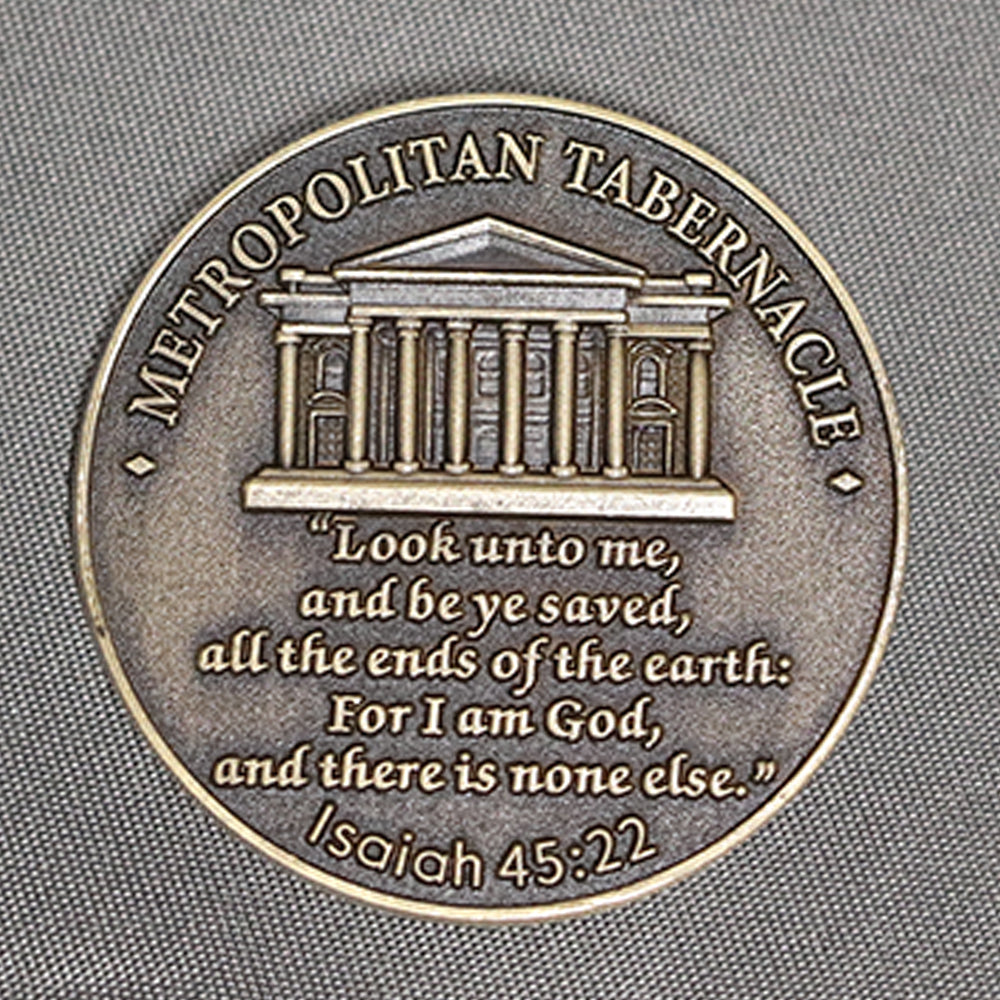 METROPOLITAN TABERNACLE
“Look unto me,
and be ye saved,
all the ends of the earth:
For I am God,
and there is none else.”
Isaiah 45:22